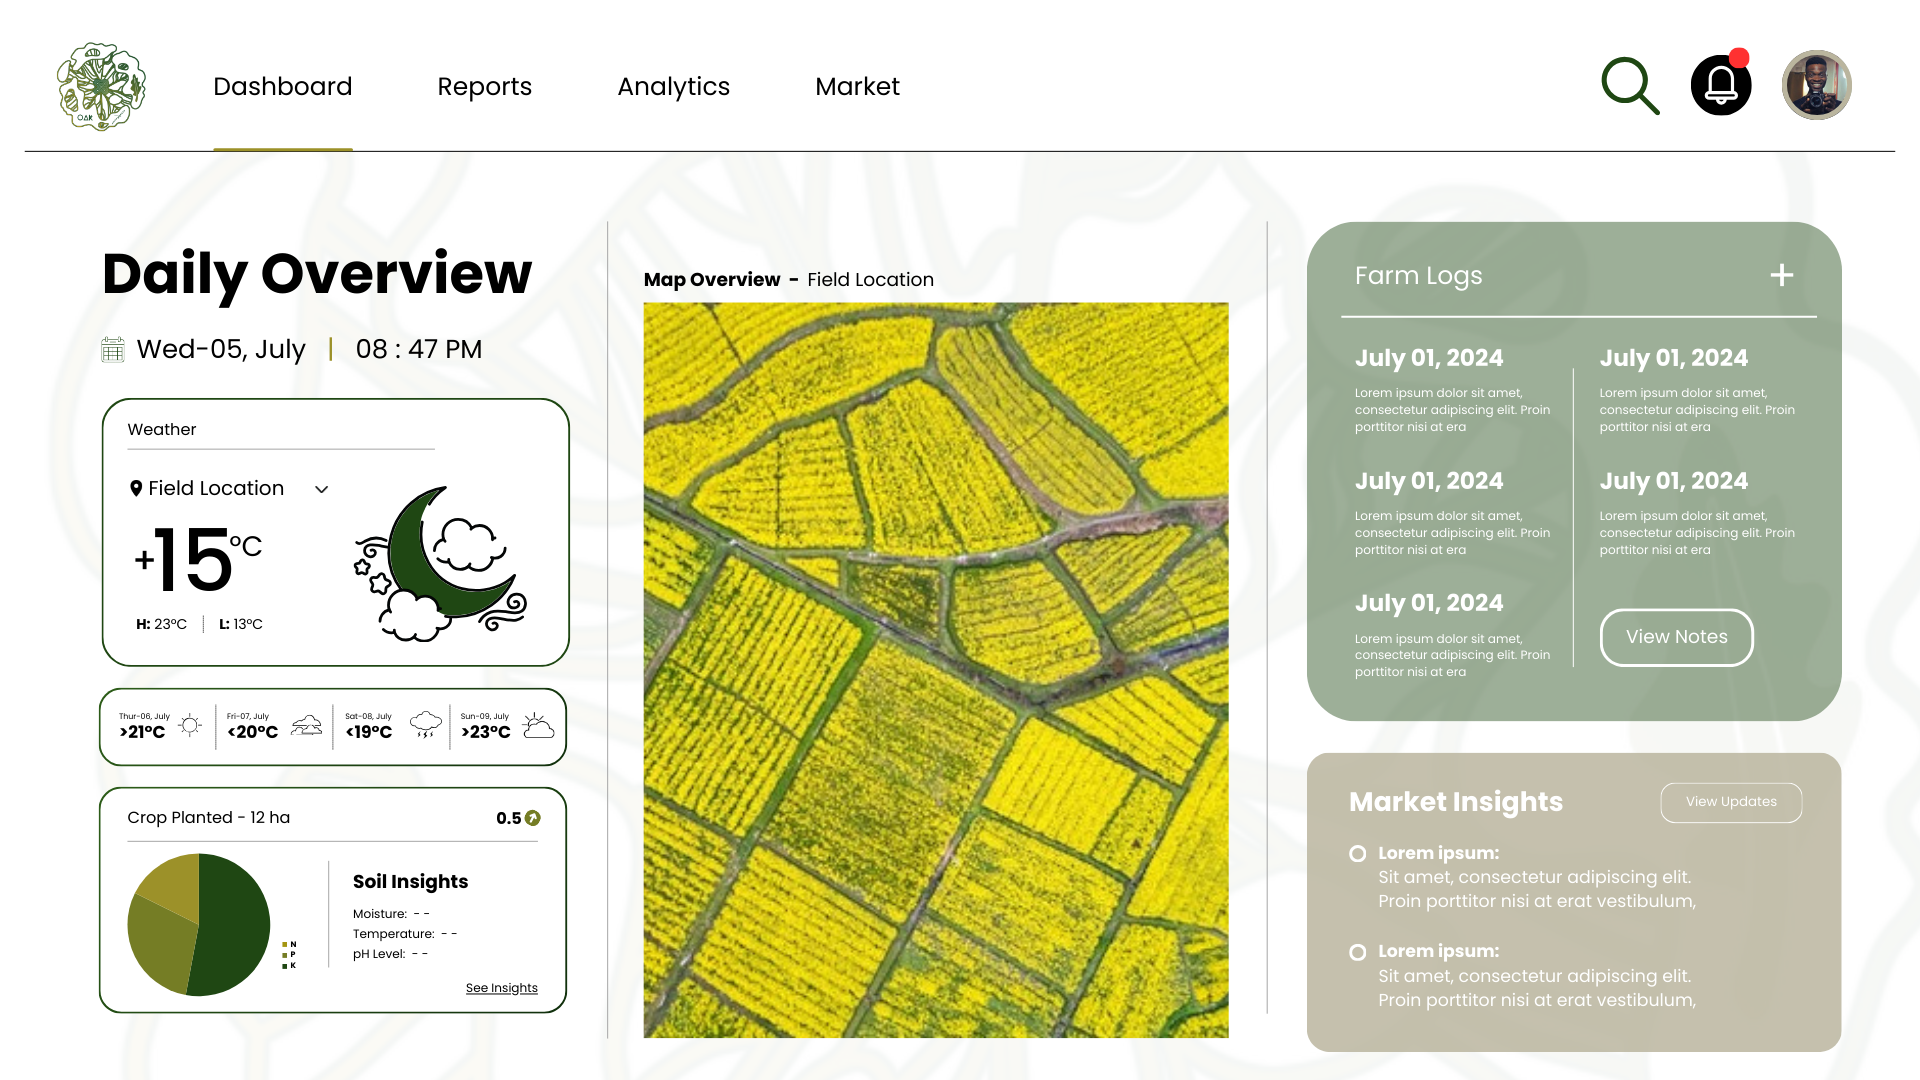 OAR
Dashboard
Reports
Analytics
Market
Daily Overview
Wed-05, July | 08 : 47 PM
Weather
Field Location
+15°C
H: 23°C
L: 13°C
Thur-06, July
>21°C
Fri-07, July
<20°C
Sat-08, July
<19°C
Sun-09, July
>23°C
Crop Planted - 12 ha
0.5
N
P
K
Soil Insights
Moisture: - -
Temperature: - -
pH Level: - -
See Insights
Map Overview - Field Location
Farm Logs
+
July 01, 2024
Lorem ipsum dolor sit amet,
consectetur adipiscing elit. Proin
porttitor nisi at era
July 01, 2024
Lorem ipsum dolor sit amet,
consectetur adipiscing elit. Proin
porttitor nisi at era
July 01, 2024
Lorem ipsum dolor sit amet,
consectetur adipiscing elit. Proin
porttitor nisi at era
July 01, 2024
Lorem ipsum dolor sit amet,
consectetur adipiscing elit. Proin
porttitor nisi at era
July 01, 2024
Lorem ipsum dolor sit amet,
consectetur adipiscing elit. Proin
porttitor nisi at era
View Notes
Market Insights
View Updates
Lorem ipsum:
Sit amet, consectetur adipiscing elit.
Proin porttitor nisi at erat vestibulum,
Lorem ipsum:
Sit amet, consectetur adipiscing elit.
Proin porttitor nisi at erat vestibulum,